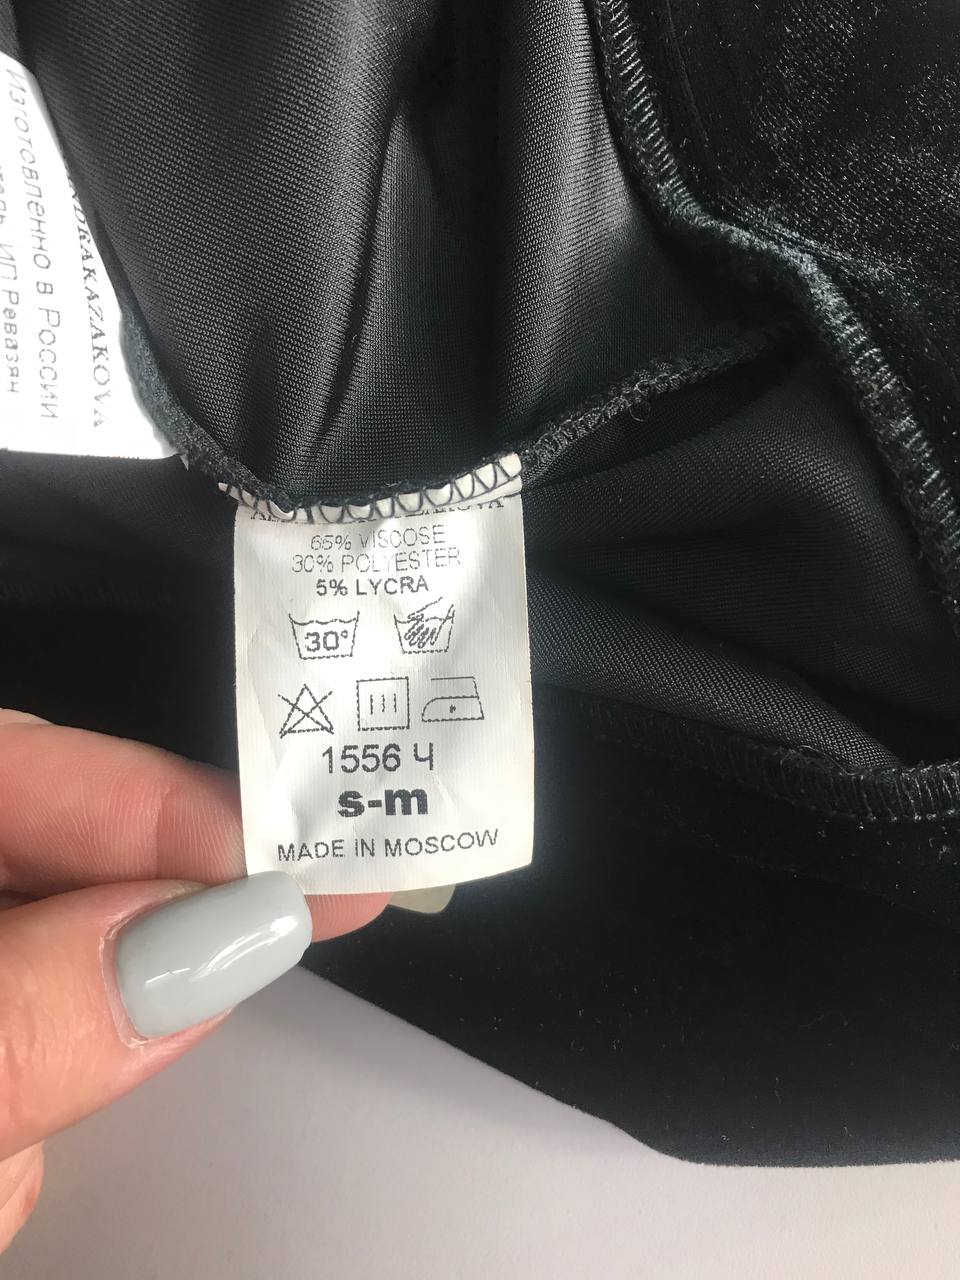 Изготовленно в России
ИП Ревазян
65% VISCOSE
30% POLYESTER
5% LYCRA
30°
1556 Ч
s-m
MADE IN MOSCOW